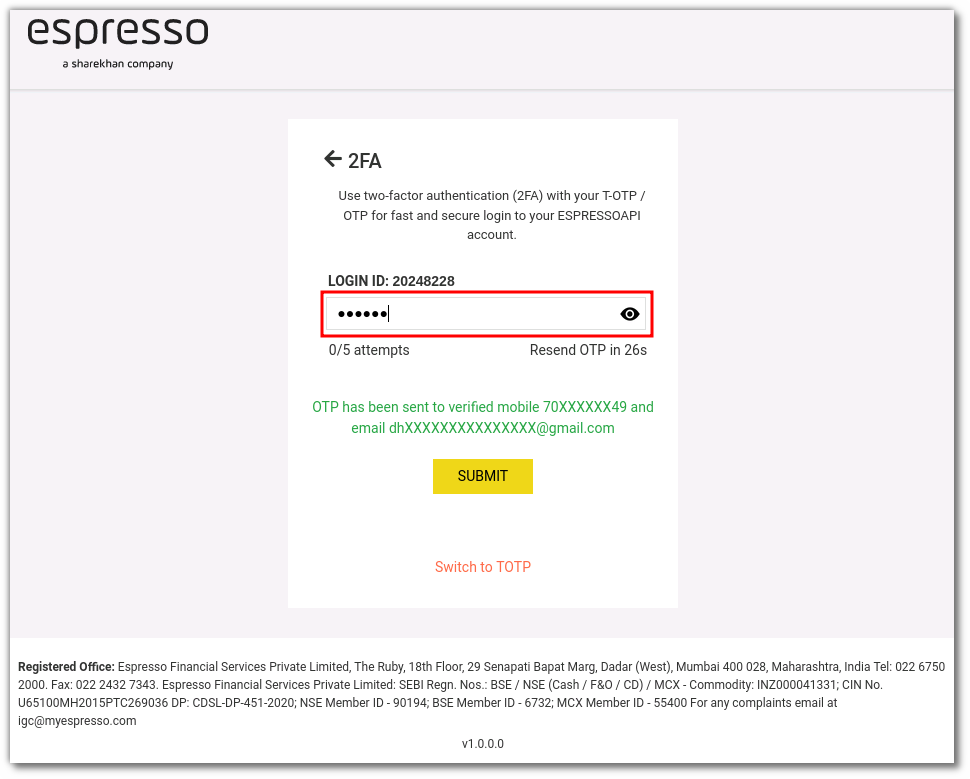 espresso
a sharekhan company
2FA
Use two-factor authentication (2FA) with your T-OTP /
OTP for fast and secure login to your ESPRESSOAPI
account.
LOGIN ID: 20248228
••••••
0/5 attempts Resend OTP in 26s
OTP has been sent to verified mobile 70XXXXXX49 and
email dhXXXXXXXXXXXXXXX@gmail.com
SUBMIT
Switch to TOTP
Registered Office: Espresso Financial Services Private Limited, The Ruby, 18th Floor, 29 Senapati Bapat Marg, Dadar (West), Mumbai 400 028, Maharashtra, India Tel: 022 6750
2000. Fax: 022 2432 7343. Espresso Financial Services Private Limited: SEBI Regn. Nos.: BSE / NSE (Cash / F&O / CD) / MCX - Commodity: INZ000041331; CIN No.
U65100MH2015PTC269036 DP: CDSL-DP-451-2020; NSE Member ID - 90194; BSE Member ID - 6732; MCX Member ID - 55400 For any complaints email at
igc@myespresso.com
v1.0.0.0